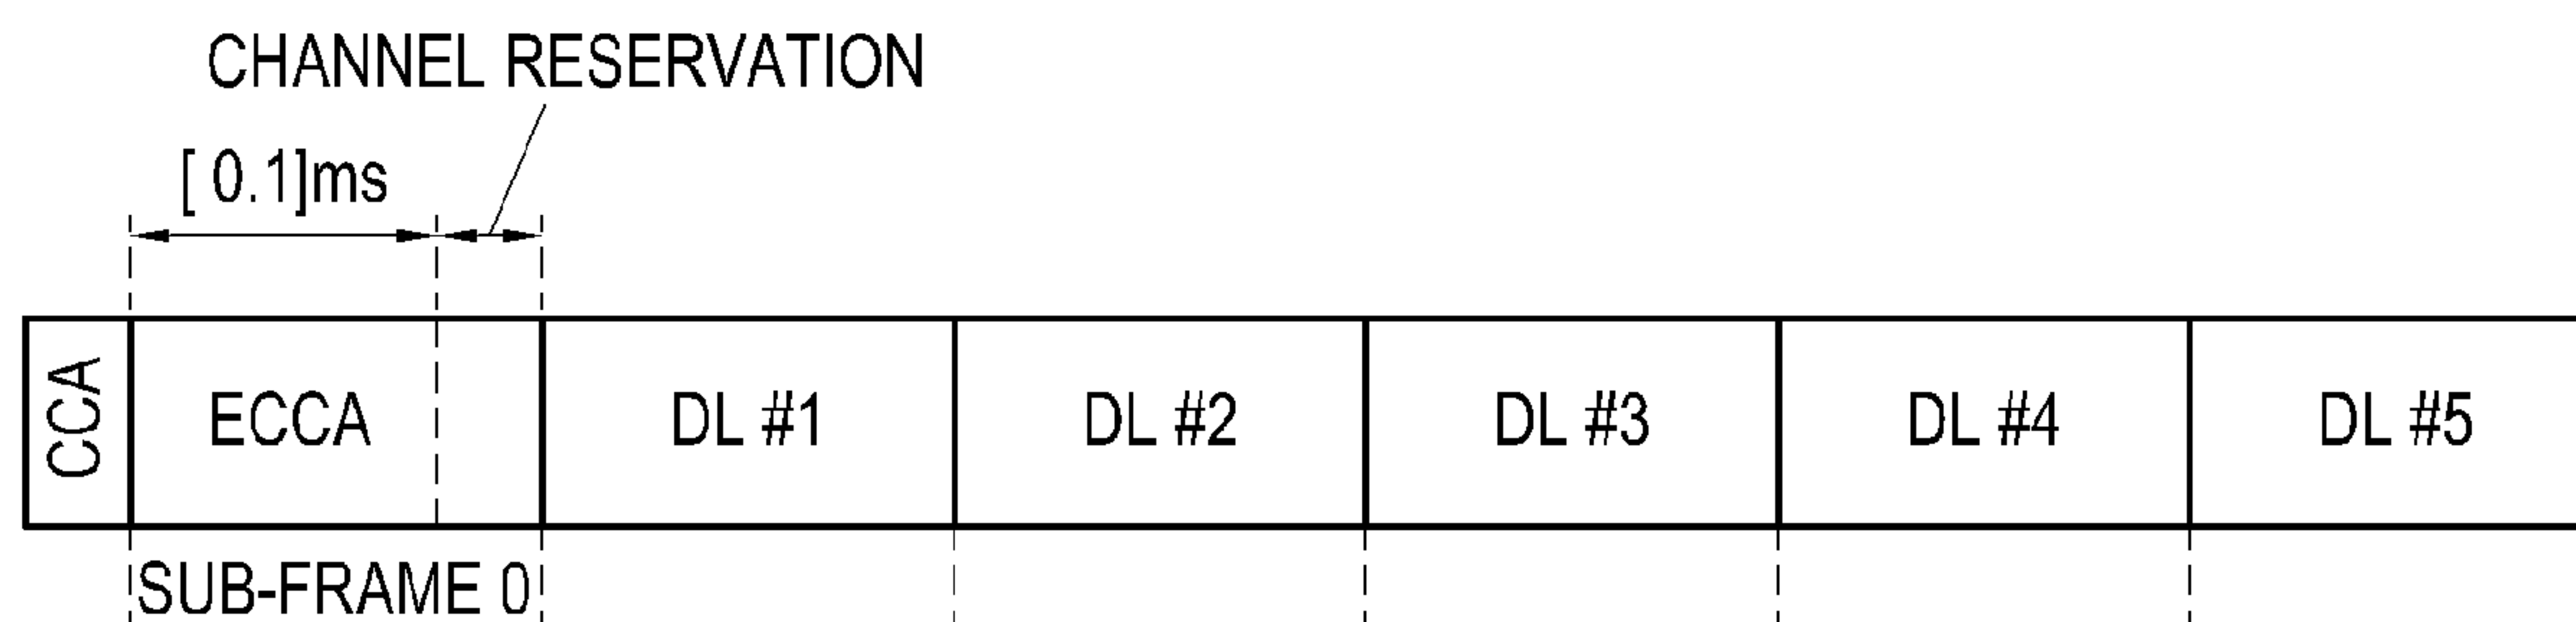 CHANNEL RESERVATION
[ 0.1]ms
CCA
ECCA
DL #1
DL #2
DL #3
DL #4
DL #5
SUB-FRAME 0